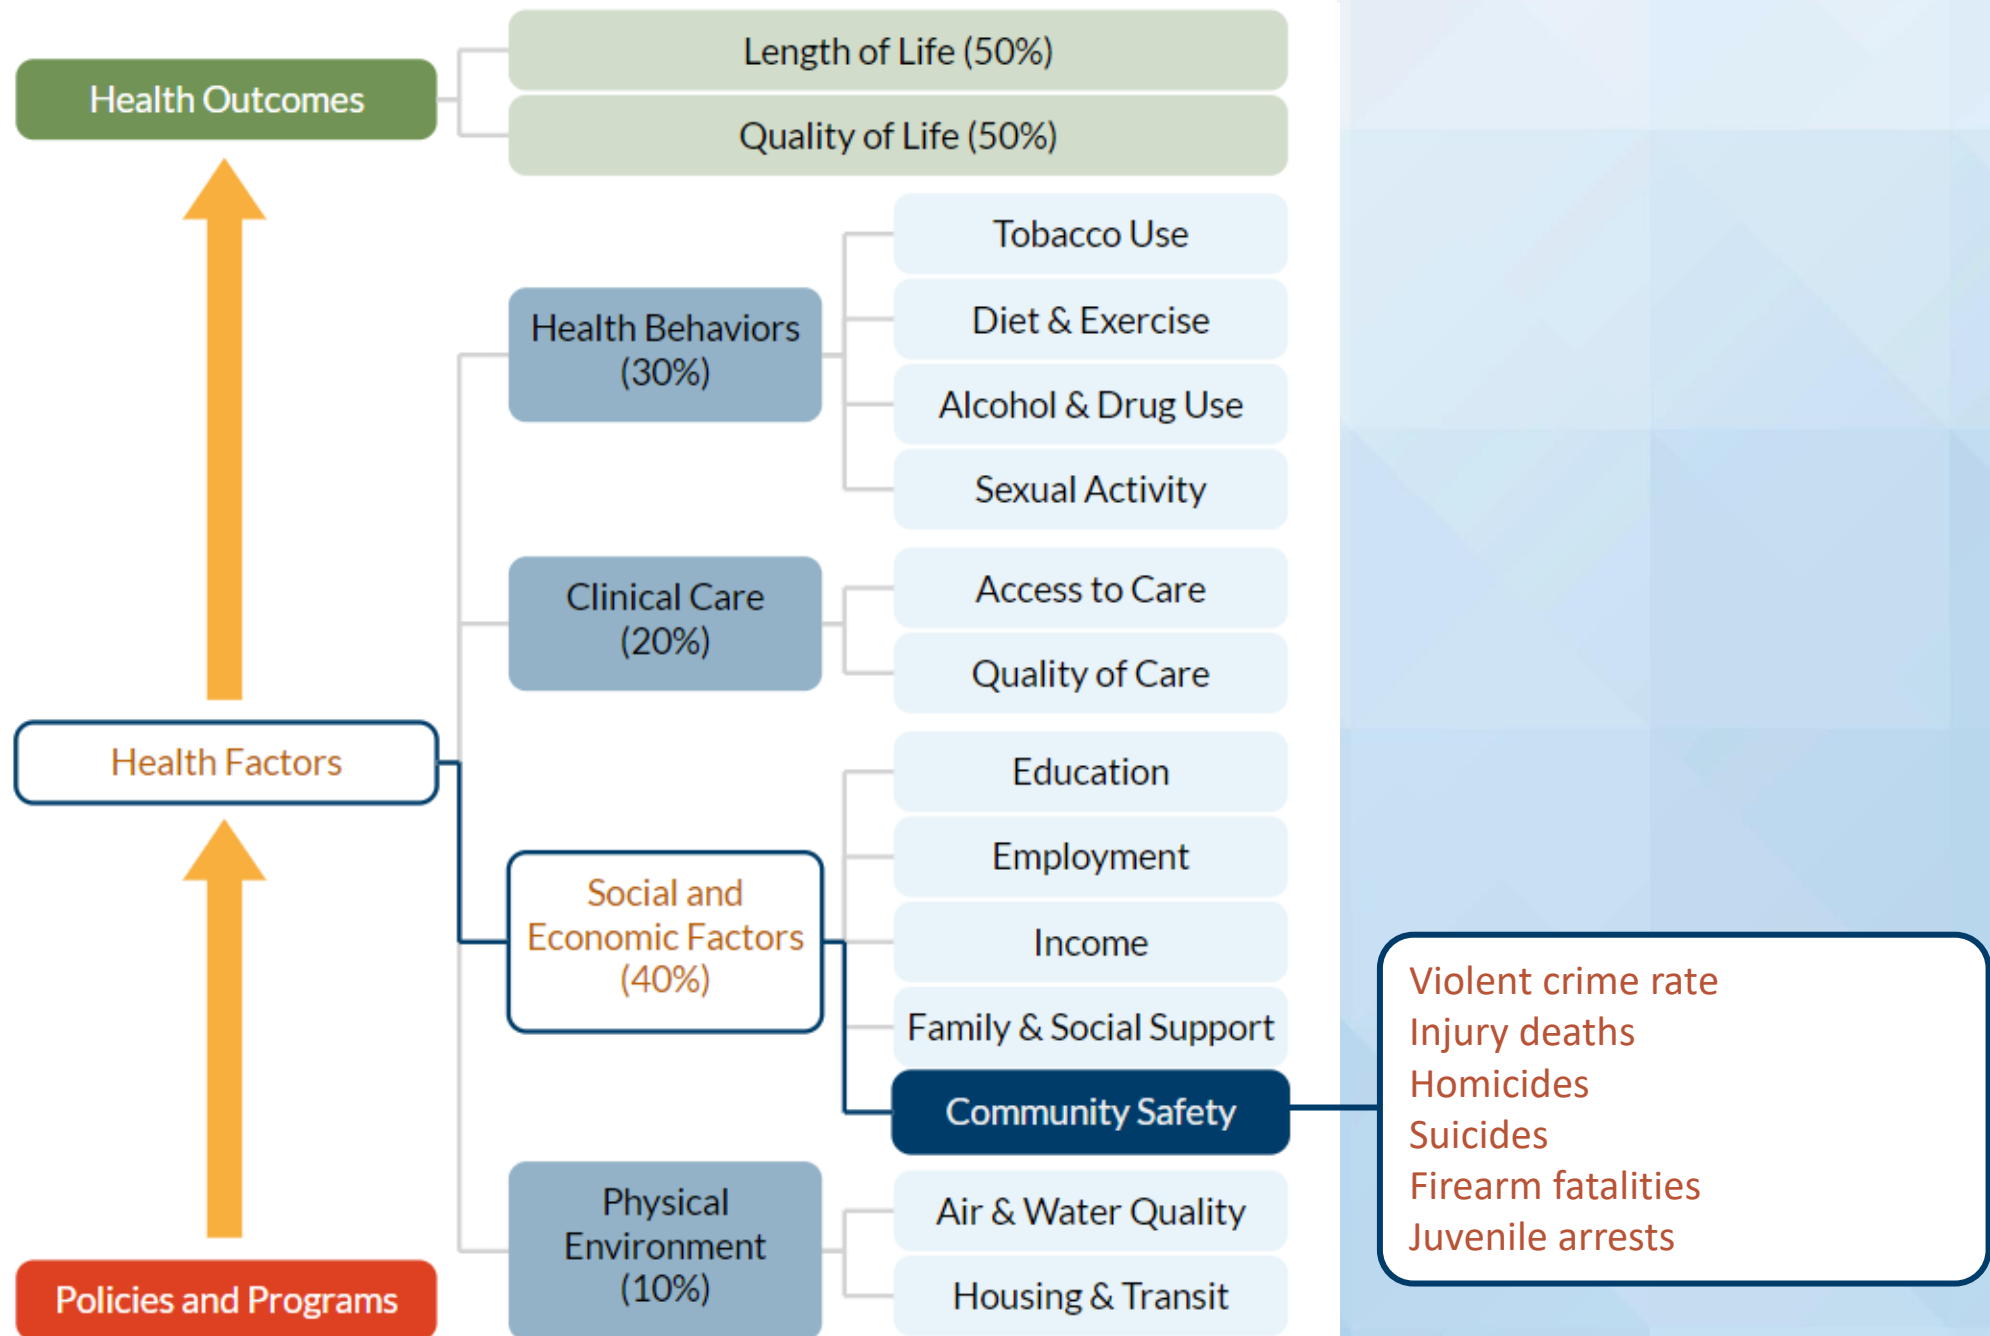 Health Outcomes
Length of Life (50%)
Quality of Life (50%)
Health Factors
Health Behaviors
(30%)
Tobacco Use
Diet & Exercise
Alcohol & Drug Use
Sexual Activity
Clinical Care
(20%)
Access to Care
Quality of Care
Social and
Economic Factors
(40%)
Education
Employment
Income
Family & Social Support
Community Safety
Violent crime rate
Injury deaths
Homicides
Suicides
Firearm fatalities
Juvenile arrests
Physical
Environment
(10%)
Air & Water Quality
Housing & Transit
Policies and Programs